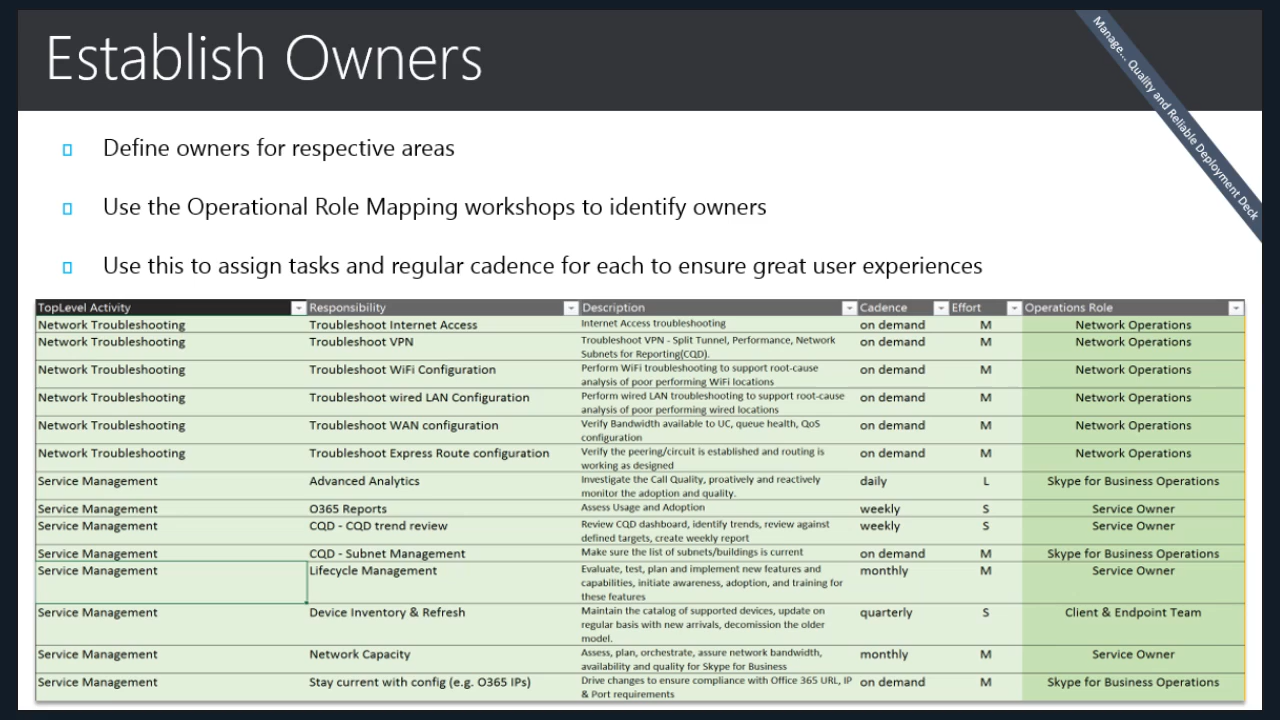 Establish Owners
Manage... Quality and Reliable Deployment Deck
Define owners for respective areas
Use the Operational Role Mapping workshops to identify owners
Use this to assign tasks and regular cadence for each to ensure great user experiences
TopLevel Activity Responsibility Description Cadence Effort Operations Role
Network Troubleshooting Troubleshoot Internet Access Internet Access troubleshooting on demand M Network Operations
Network Troubleshooting Troubleshoot VPN Troubleshoot VPN - Split Tunnel, Performance, Network on demand M Network Operations
Subnets for Reporting(CQD).
Network Troubleshooting Troubleshoot WiFi Configuration Perform WiFi troubleshooting to support root-cause on demand M Network Operations
analysis of poor performing WiFi locations
Network Troubleshooting Troubleshoot wired LAN Configuration Perform wired LAN troubleshooting to support root-cause on demand M Network Operations
analysis of poor performing wired locations
Network Troubleshooting Troubleshoot WAN configuration Verify Bandwidth available to UC, queue health, QoS on demand M Network Operations
configuration
Network Troubleshooting Troubleshoot Express Route configuration Verify the peering/circuit is established and routing is on demand M Network Operations
working as designed
Service Management Advanced Analytics Investigate the Call Quality, proatively and reactively daily L Skype for Business Operations
monitor the adoption and quality.
Service Management O365 Reports Assess Usage and Adoption weekly S Service Owner
Service Management CQD - CQD trend review Review CQD dashboard, identify trends, review against weekly S Service Owner
defined targets, create weekly report
Service Management CQD - Subnet Management Make sure the list of subnets/buildings is current on demand M Skype for Business Operations
Service Management Lifecycle Management Evaluate, test, plan and implement new features and monthly M Service Owner
capabilities, initiate awareness, adoption, and training for
these features
Service Management Device Inventory & Refresh Maintain the catalog of supported devices, update on quarterly S Client & Endpoint Team
regular basis with new arrivals, decomission the older
model.
Service Management Network Capacity Assess, plan, orchestrate, assure network bandwidth, monthly M Service Owner
availability and quality for Skype for Business
Service Management Stay current with config (e.g. O365 IPs) Drive changes to ensure compliance with Office 365 URL, IP on demand M Skype for Business Operations
& Port requirements